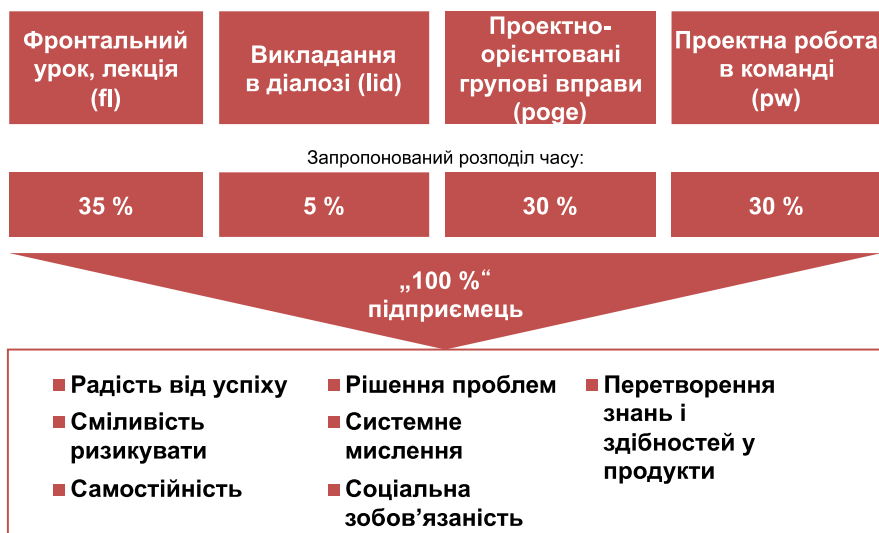 Фронтальний
урок, лекція
(fl)
Викладання
в діалозі (lid)
Проектно-
орієнтовані
групові вправи
(poge)
Проектна робота
в команді
(pw)
Запропонований розподіл часу:
35 %
5 %
30 %
30 %
„100 %“
підприємець
Радість від успіху
Сміливість
ризикувати
Самостійність
Рішення проблем
Системне
мислення
Соціальна
зобов’язаність
Перетворення
знань і
здібностей у
продукти